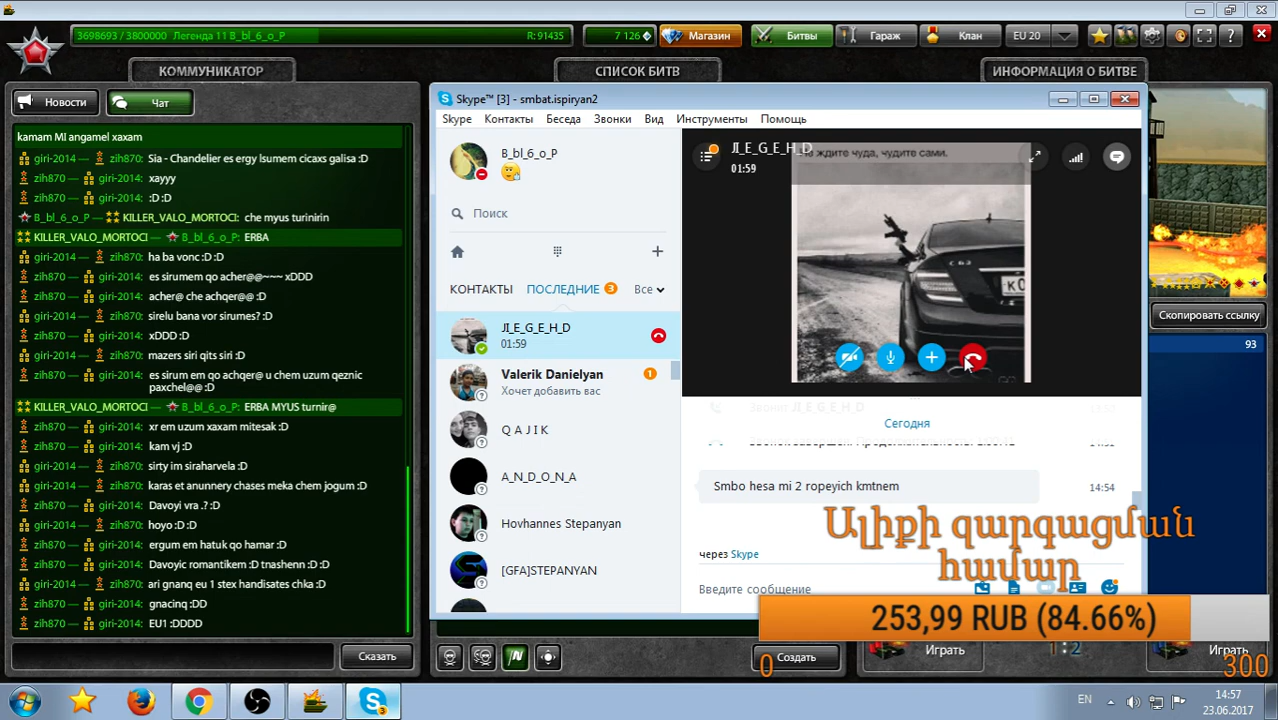 3698693 / 3800000 Легенда 11 B_bl_6_o_P
R: 91435
7 126
Магазин
Битвы
Гараж
Клан
EU 20
?
КОММУНИКАТОР
СПИСОК БИТВ
ИНФОРМАЦИЯ О БИТВЕ
Новости
Чат
kamam MI angamel xaxam
giri-2014 — zih870: Sia - Chandelier es ergy lsumem cicaxs galisa :D
zih870 — giri-2014: xayyy
zih870 — giri-2014: :D :D
B_bl_6_o_P — KILLER_VALO_MORTOCI: che myus turinirin
KILLER_VALO_MORTOCI — B_bl_6_o_P: ERBA
giri-2014 — zih870: ha ba vonc :D :D
zih870 — giri-2014: es sirumem qo acher@@~~~ xDDD
zih870 — giri-2014: acher@ che achqer@@ :D
giri-2014 — zih870: sirelu bana vor sirumes? :D
zih870 — giri-2014: xDDD :D
giri-2014 — zih870: mazers siri qits siri :D
zih870 — giri-2014: es sirum em qo achqer@ u chem uzum qeznic
paxchel@@ :D
KILLER_VALO_MORTOCI — B_bl_6_o_P: ERBA MYUS turnir@
zih870 — giri-2014: xr em uzum xaxam mitesak :D
zih870 — giri-2014: kam vj :D
giri-2014 — zih870: sirty im siraharvela :D
giri-2014 — zih870: karas et anunnery chases meka chem jogum :D
zih870 — giri-2014: Davoyi vra .? :D
giri-2014 — zih870: hoyo :D :D
zih870 — giri-2014: ergum em hatuk qo hamar :D
giri-2014 — zih870: Davoyic romantikem :D tnashenn :D :D
zih870 — giri-2014: ari gnanq eu 1 stex handisates chka :D
giri-2014 — zih870: gnacinq :DD
zih870 — giri-2014: EU1 :DDDD
Сказать
Skype™ [3] - smbat.ispiryan2
Skype Контакты Беседа Звонки Вид Инструменты Помощь
B_bl_6_o_P
Поиск
КОНТАКТЫ
ПОСЛЕДНИЕ 3
Все
JI_E_G_E_H_D
01:59
Valerik Danielyan
1
Хочет добавить вас
Q A J I K
A_N_D_O_N_A
Hovhannes Stepanyan
[GFA]STEPANYAN
JI_E_G_E_H_D
01:59
ждите чуда, чудите сами.
C 63
Сегодня
Smbo hesa mi 2 ropeyich kmtnem
14:54
через Skype
Введите сообщение
Скопировать ссылку
93
Ալիքի զարգացման
համար
253,99 RUB (84.66%)
0
300
Создать
Играть
1:2
Играть
EN
14:57
23.06.2017
3